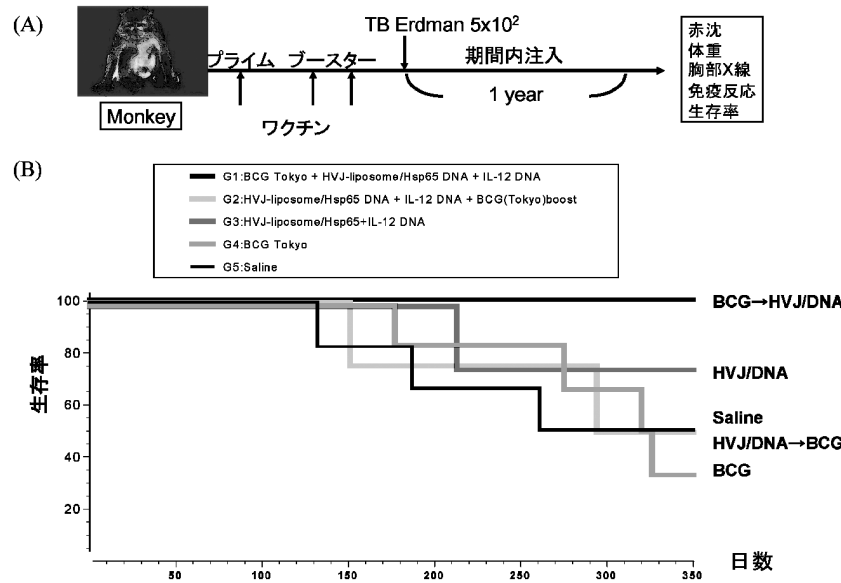 (A)
TB Erdman 5x10²
プライム ブースター 期間内注入
1 year
ワクチン
Monkey
赤沈
体重
胸部X線
免疫反応
生存率
(B)
G1:BCG Tokyo + HVJ-liposome/Hsp65 DNA + IL-12 DNA
G2:HVJ-liposome/Hsp65 DNA + IL-12 DNA + BCG(Tokyo)boost
G3:HVJ-liposome/Hsp65+IL-12 DNA
G4:BCG Tokyo
G5:Saline
生存率
100
80
60
40
20
50 100 150 200 250 300 350
日数
BCG→HVJ/DNA
HVJ/DNA
Saline
HVJ/DNA→BCG
BCG